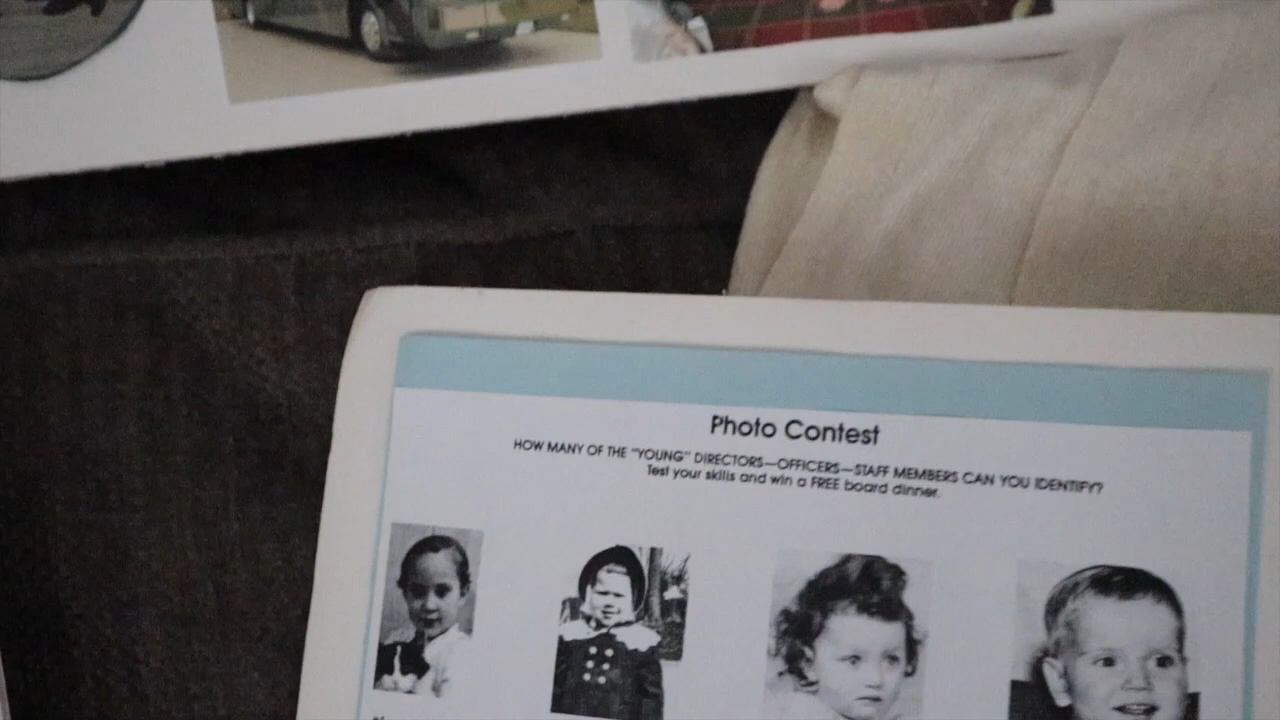 Photo Contest
HOW MANY OF THE "YOUNG" DIRECTORS—OFFICERS—STAFF MEMBERS CAN YOU IDENTIFY?
Test your skills and win a FREE board dinner.